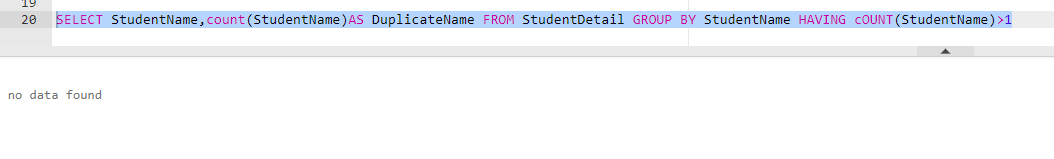 19
20 SELECT StudentName,count(StudentName)AS DuplicateName FROM StudentDetail GROUP BY StudentName HAVING cOUNT(StudentName)>1
no data found